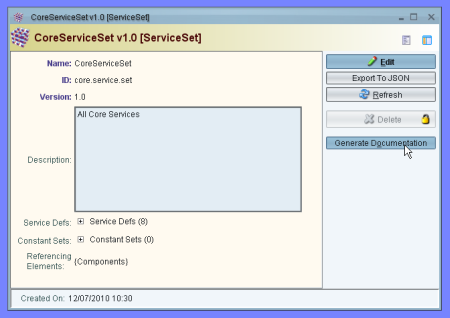 CoreServiceSet v1.0 [ServiceSet]
CoreServiceSet v1.0 [ServiceSet]
Name: CoreServiceSet
ID: core.service.set
Version: 1.0
Description: All Core Services
Service Defs: Service Defs (8)
Constant Sets: Constant Sets (0)
Referencing
Elements: {Components}
Edit
Export To JSON
Refresh
Delete
Generate Documentation
Created On: 12/07/2010 10:30